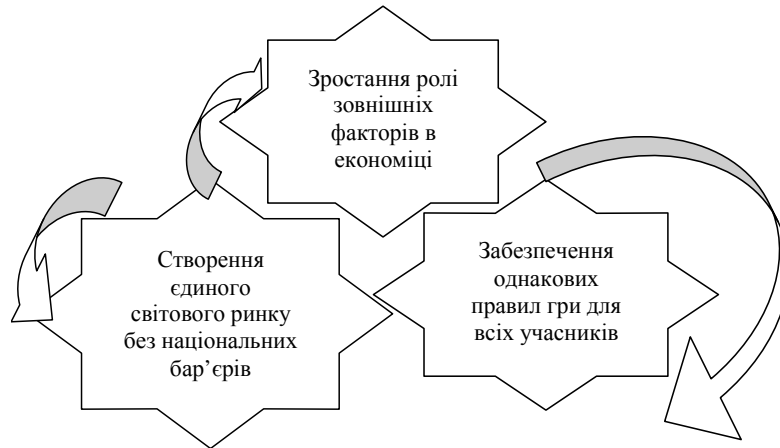 Зростання ролі
зовнішніх
факторів в
економіці
Створення
єдиного
світового ринку
без національних
бар’єрів
Забезпечення
однакових
правил гри для
всіх учасників